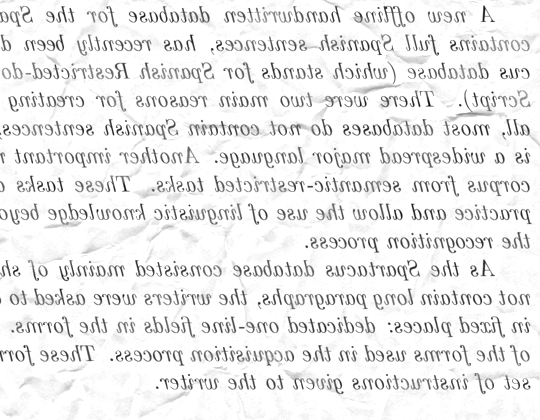 A new offline handwritten database for the Spa
contains full Spanish sentences, has recently been d
cus database (which stands for Spanish Restricted-do
Script). There were two main reasons for creating
all, most databases do not contain Spanish sentences,
is a widespread major language. Another important
corpus from semantic-restricted tasks. These tasks
practice and allow the use of linguistic knowledge beyo
the recognition process.
As the Spartacus database consisted mainly of sh
not contain long paragraphs, the writers were asked to
in fixed places: dedicated one-line fields in the forms.
of the forms used in the acquisition process. These for
set of instructions given to the writer.